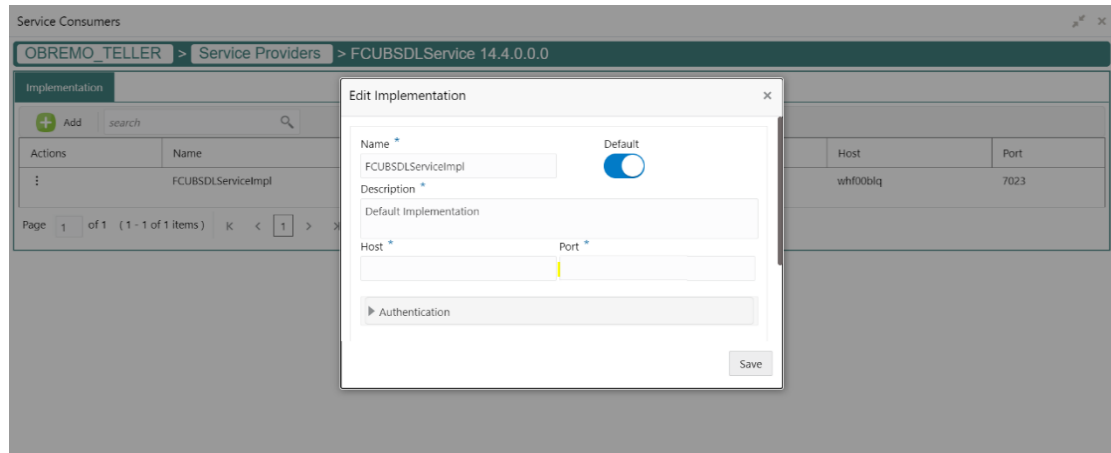 Service Consumers
OBREMO_TELLER > Service Providers > FCUBSDLService 14.4.0.0.0
Implementation
Add search
Actions Name Host Port
FCUBSDLServiceImpl whf00blq 7023
Page 1 of 1 (1 - 1 of 1 items) K < 1 >
Edit Implementation
Name * Default
FCUBSDLServiceImpl
Description *
Default Implementation
Host * Port *
Authentication
Save